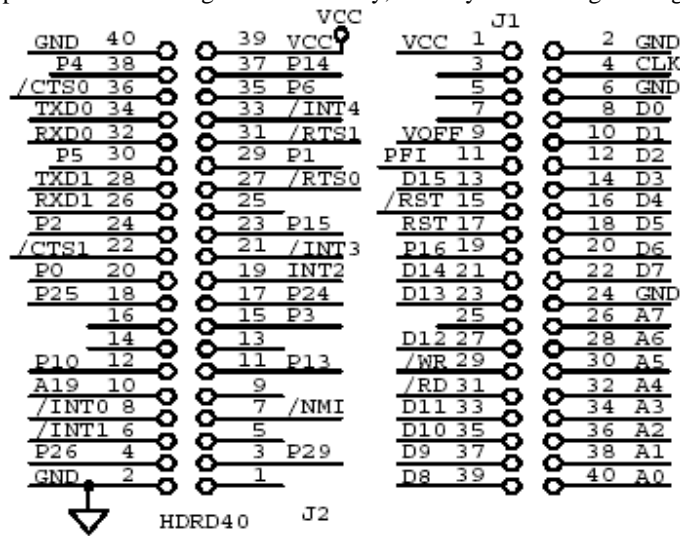 VCC J1
GND 40 39 VCC VCC 1 2 GND
P4 38 37 P14 3 4 CLK
/CTS0 36 35 P6 5 6 GND
TXD0 34 33 /INT4 7 8 D0
RXD0 32 31 /RTS1 VOFF 9 10 D1
P5 30 29 P1 PFI 11 12 D2
TXD1 28 27 /RTS0 D15 13 14 D3
RXD1 26 25 /RST 15 16 D4
P2 24 23 P15 RST 17 18 D5
/CTS1 22 21 /INT3 P16 19 20 D6
P0 20 19 INT2 D14 21 22 D7
P25 18 17 P24 D13 23 24 GND
16 15 P3 25 26 A7
14 13 D12 27 28 A6
P10 12 11 P13 /WR 29 30 A5
A19 10 9 /RD 31 32 A4
/INT0 8 7 /NMI D11 33 34 A3
/INT1 6 5 D10 35 36 A2
P26 4 3 P29 D9 37 38 A1
GND 2 1 D8 39 40 A0
HDRD40 J2